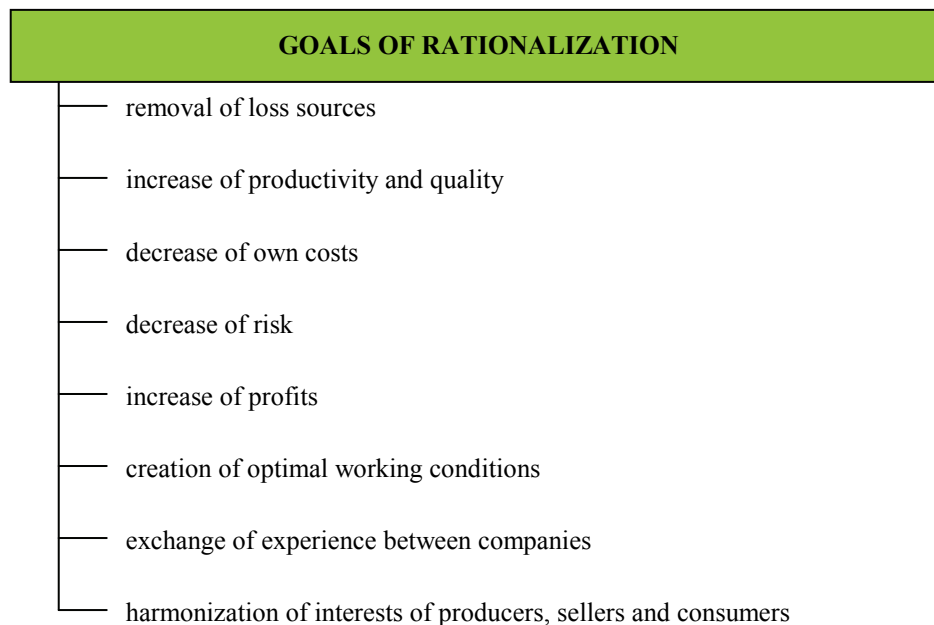 GOALS OF RATIONALIZATION
removal of loss sources
increase of productivity and quality
decrease of own costs
decrease of risk
increase of profits
creation of optimal working conditions
exchange of experience between companies
harmonization of interests of producers, sellers and consumers